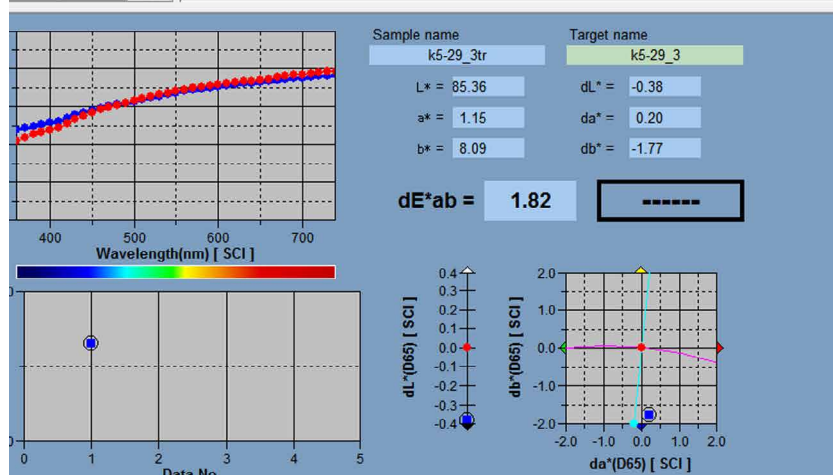 Sample name
Target name
k5-29_3tr
k5-29_3
L* = 85.36
dL* = -0.38
a* = 1.15
da* = 0.20
b* = 8.09
db* = -1.77
dE*ab = 1.82
------
400 500 600 700
Wavelength(nm) [ SCI ]
0 1 2 3 4 5
Data No.
dL*(D65) [ SCI ]
0.4
0.3
0.2
0.1
0.0
-0.1
-0.2
-0.3
-0.4
db*(D65) [ SCI ]
2.0
1.0
0.0
-1.0
-2.0
-2.0 -1.0 0.0 1.0 2.0
da*(D65) [ SCI ]